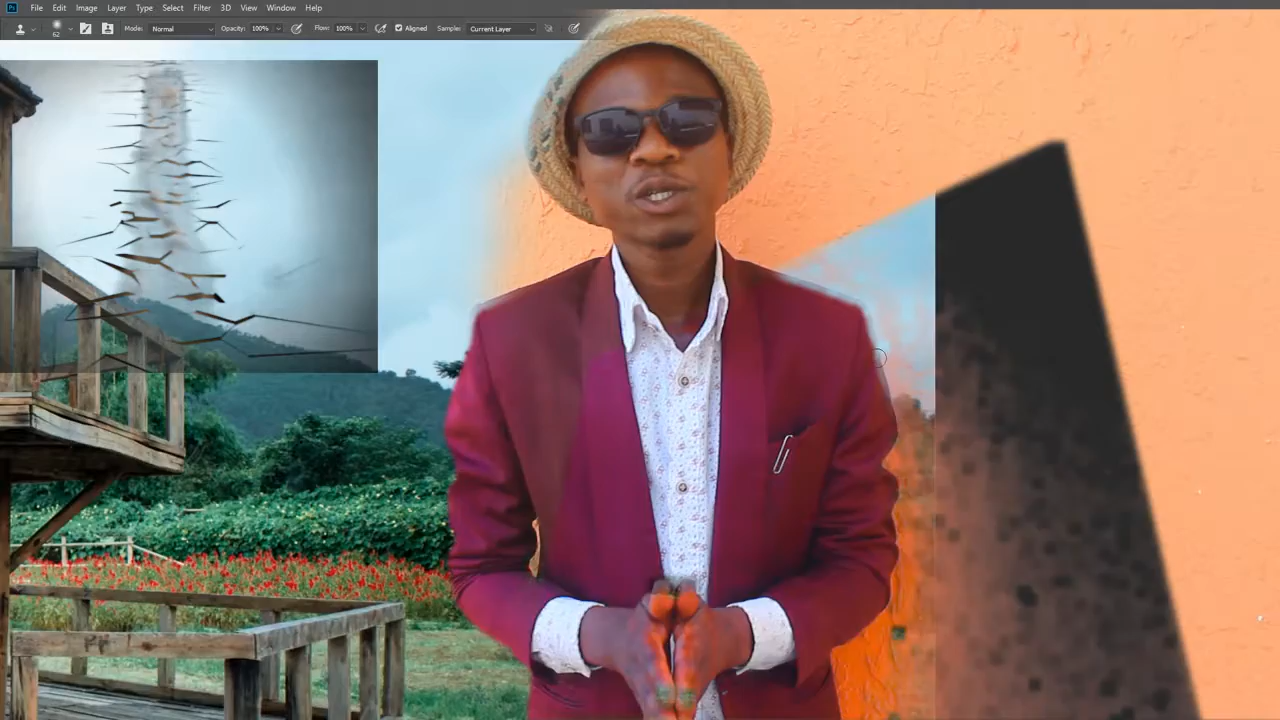 Ps File Edit Image Layer Type Select Filter 3D View Window Help
62 Mode: Normal Opacity: 100% Flow: 100% Aligned Sample: Current Layer